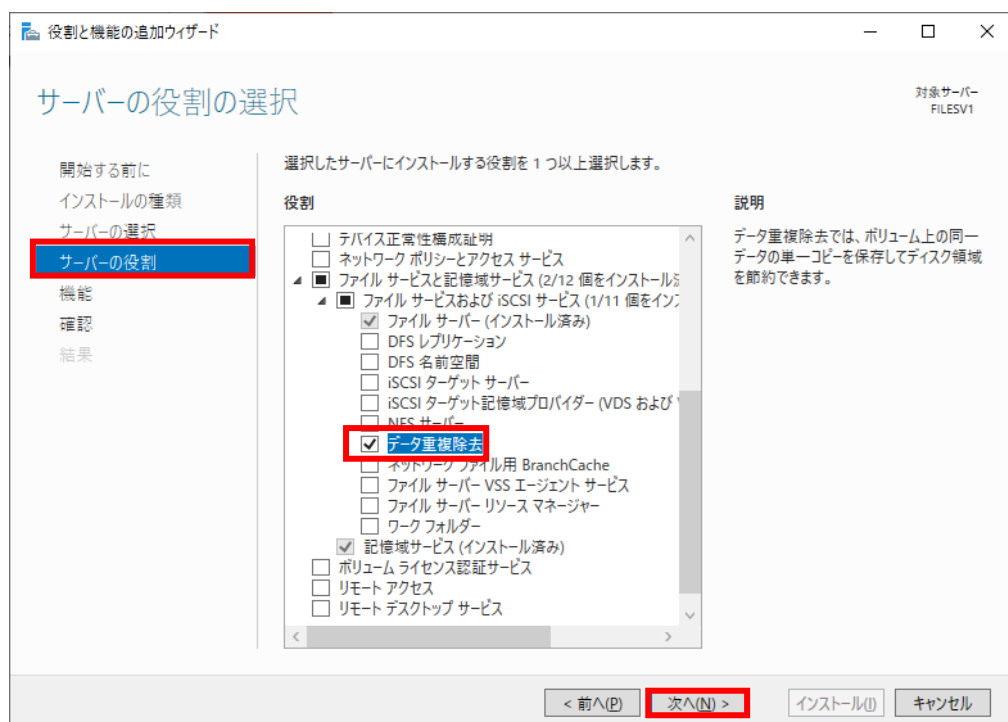 役割と機能の追加ウィザード
サーバーの役割の選択
対象サーバー
FILESV1
開始する前に
インストールの種類
サーバーの選択
サーバーの役割
機能
確認
結果
選択したサーバーにインストールする役割を 1 つ以上選択します。
役割
デバイス正常性構成証明
ネットワーク ポリシーとアクセス サービス
ファイル サービスと記憶域サービス (2/12 個をインストール済
ファイル サービスおよび iSCSI サービス (1/11 個をインス
ファイル サーバー (インストール済み)
DFS レプリケーション
DFS 名前空間
iSCSI ターゲット サーバー
iSCSI ターゲット記憶域プロバイダー (VDS および V
NFS サーバー
データ重複除去
ネットワーク ファイル用 BranchCache
ファイル サーバー VSS エージェント サービス
ファイル サーバー リソース マネージャー
ワーク フォルダー
記憶域サービス (インストール済み)
ボリューム ライセンス認証サービス
リモート アクセス
リモート デスクトップ サービス
説明
データ重複除去では、ボリューム上の同一
データの単一コピーを保存してディスク領域
を節約できます。
< 前へ(P)
次へ(N) >
インストール(I)
キャンセル